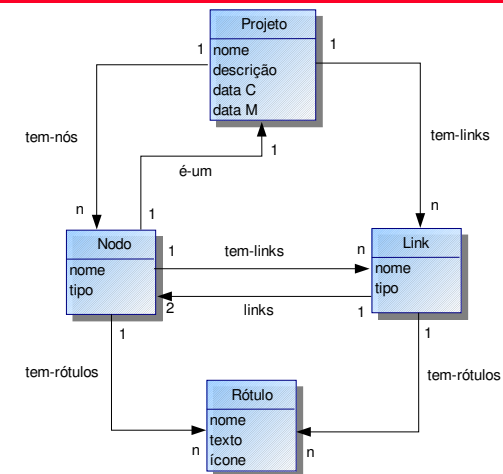 Projeto
1
1
nome
descrição
data C
data M
tem-nós
tem-links
1
é-um
n
1
n
Nodo
Link
1
tem-links
n
nome
nome
tipo
tipo
2
links
1
1
1
tem-rótulos
tem-rótulos
Rótulo
nome
n
texto
n
ícone